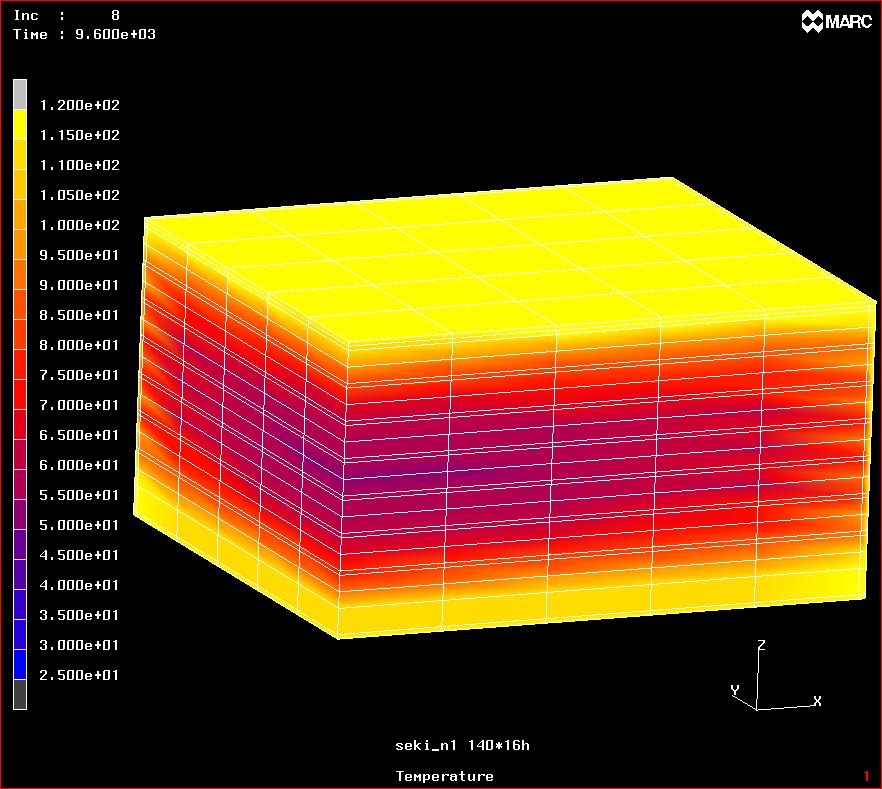 Inc  :      8
Time : 9.600e+03
MARC
1.200e+02
1.150e+02
1.100e+02
1.050e+02
1.000e+02
9.500e+01
9.000e+01
8.500e+01
8.000e+01
7.500e+01
7.000e+01
6.500e+01
6.000e+01
5.500e+01
5.000e+01
4.500e+01
4.000e+01
3.500e+01
3.000e+01
2.500e+01
Z
Y
X
seki_n1 140*16h
Temperature
1